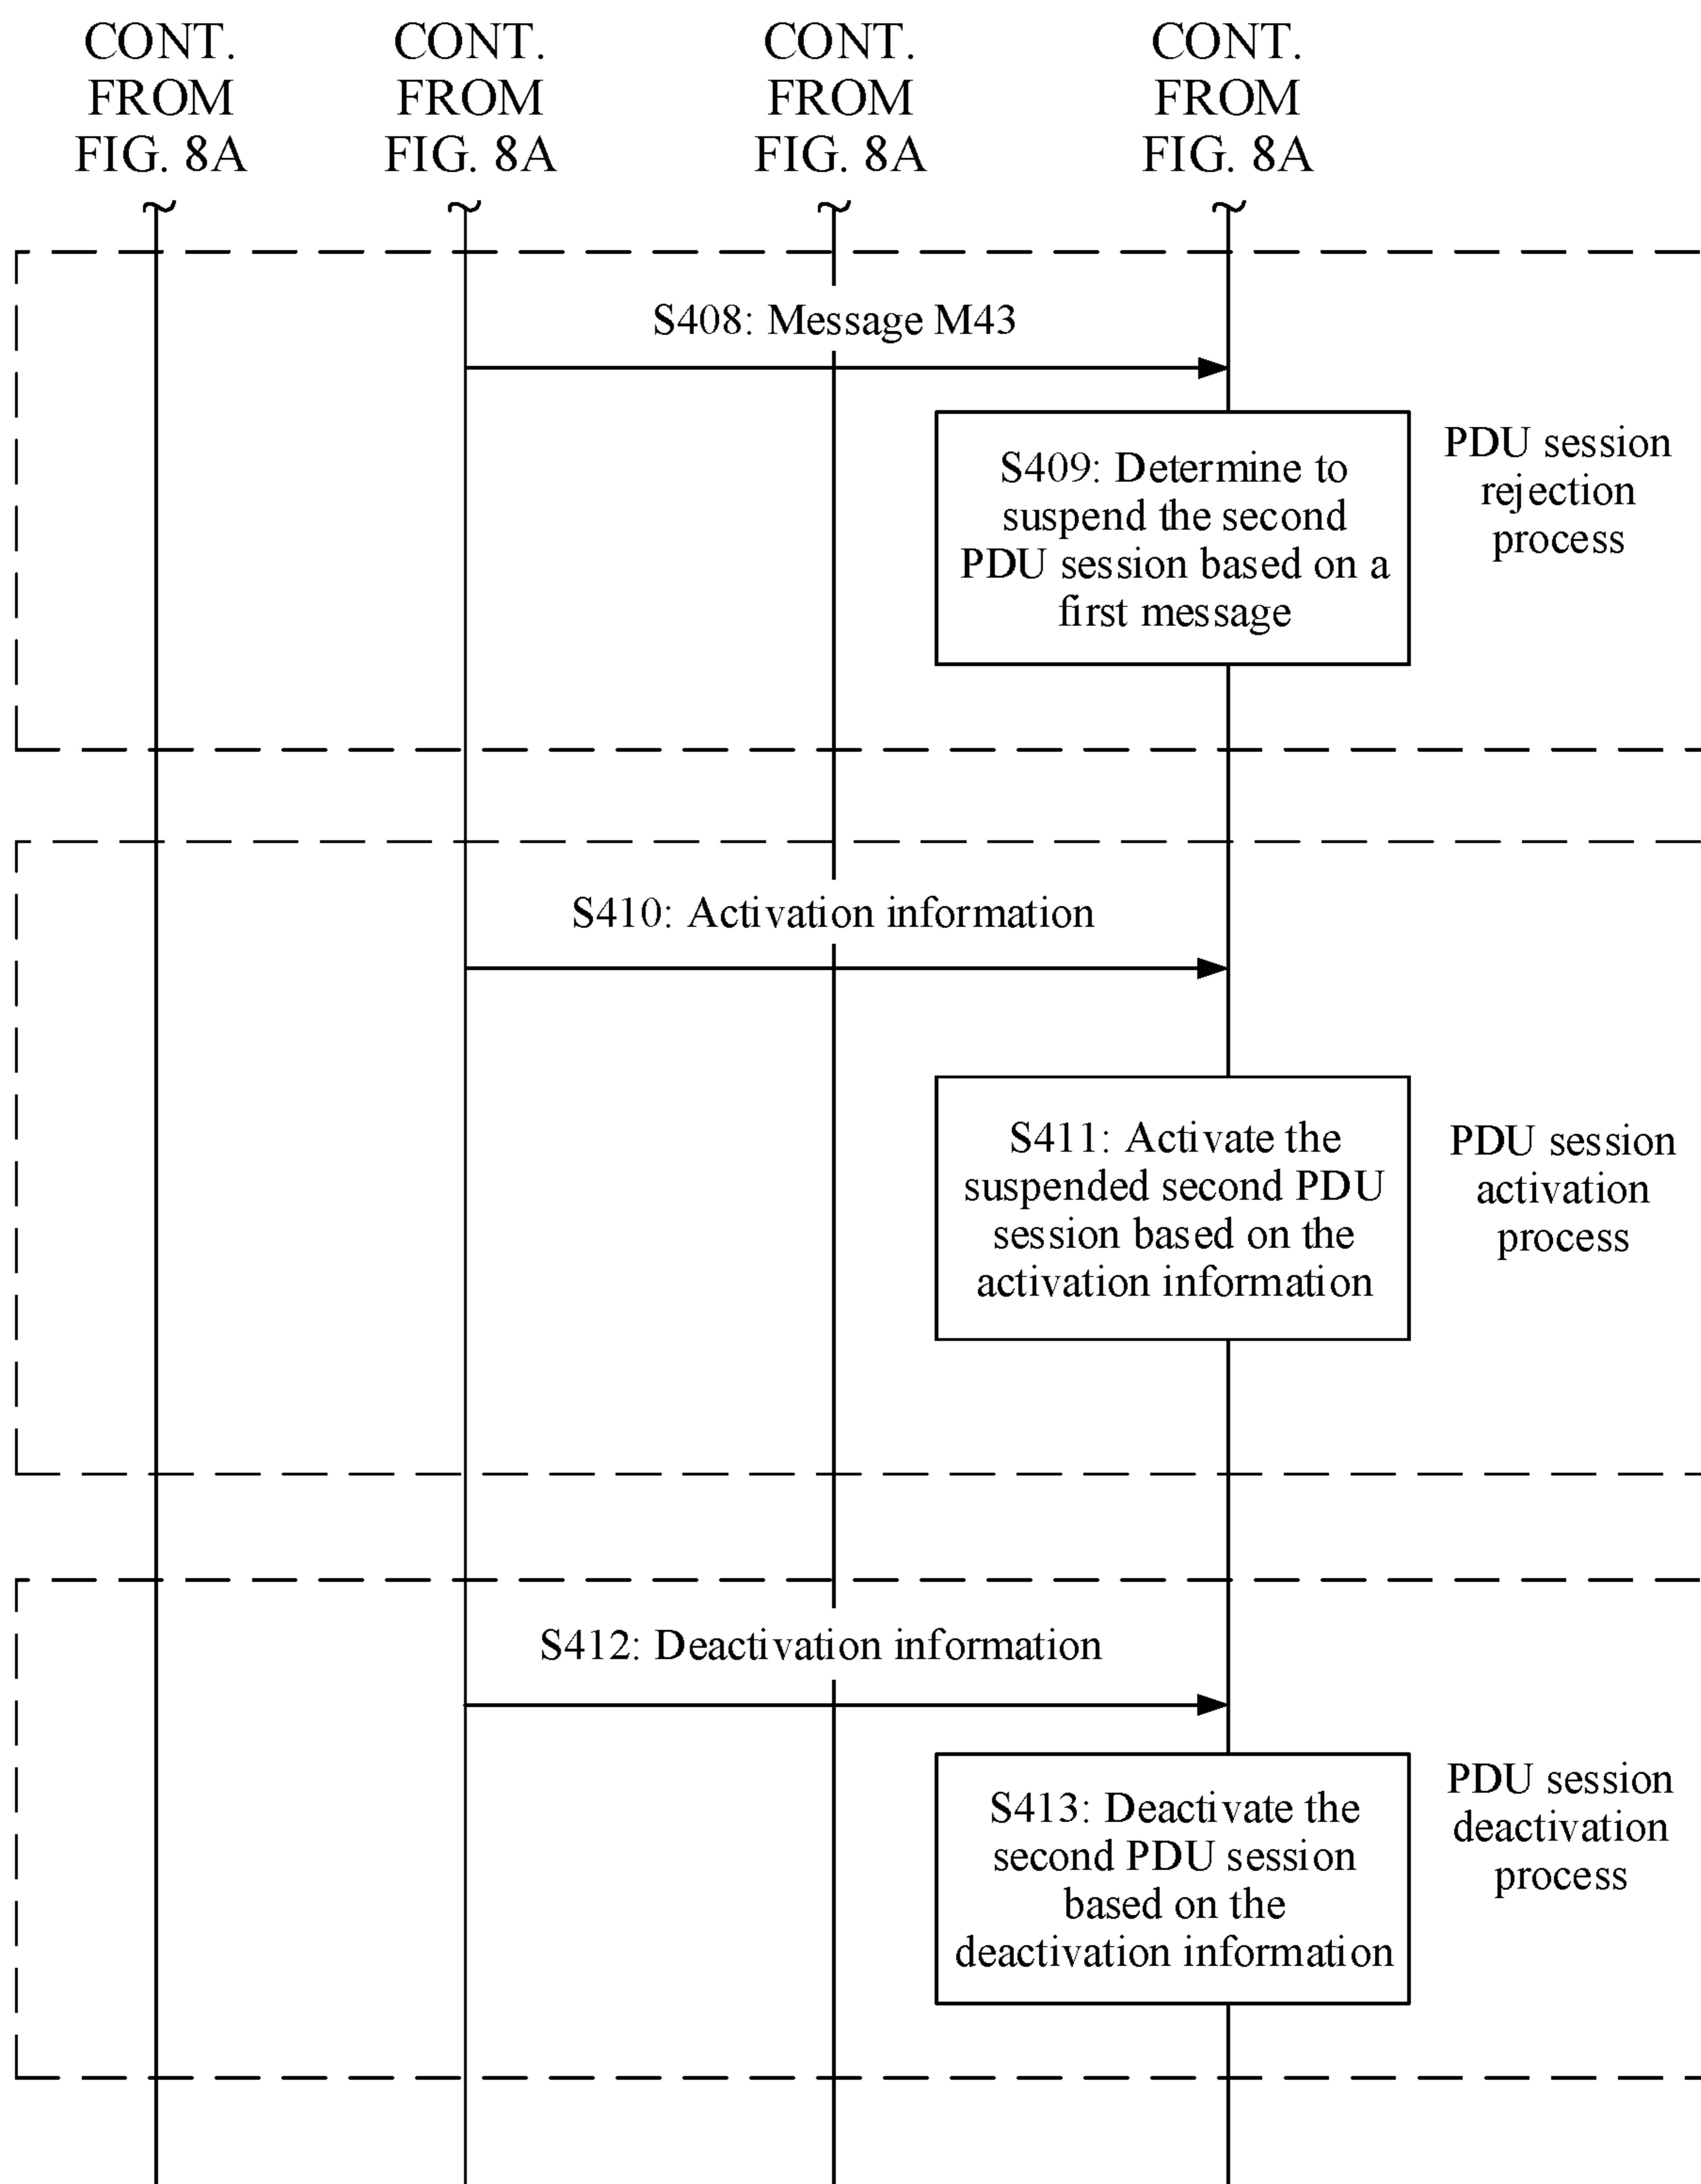 CONT.
FROM
FIG. 8A
CONT.
FROM
FIG. 8A
CONT.
FROM
FIG. 8A
CONT.
FROM
FIG. 8A
S408: Message M43
S409: Determine to
suspend the second
PDU session based on a
first message
PDU session
rejection
process
S410: Activation information
S411: Activate the
suspended second PDU
session based on the
activation information
PDU session
activation
process
S412: Deactivation information
S413: Deactivate the
second PDU session
based on the
deactivation information
PDU session
deactivation
process